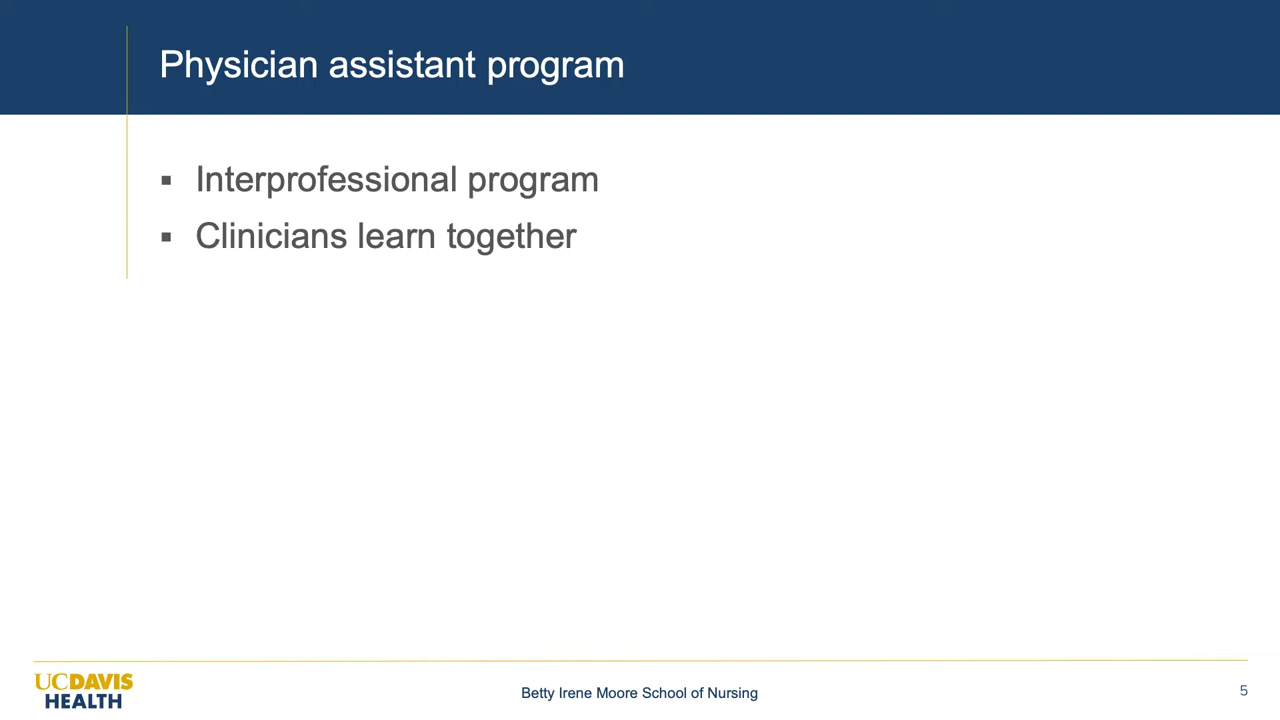 Physician assistant program
▪ Interprofessional program
▪ Clinicians learn together
UCDAVIS
HEALTH
Betty Irene Moore School of Nursing
5